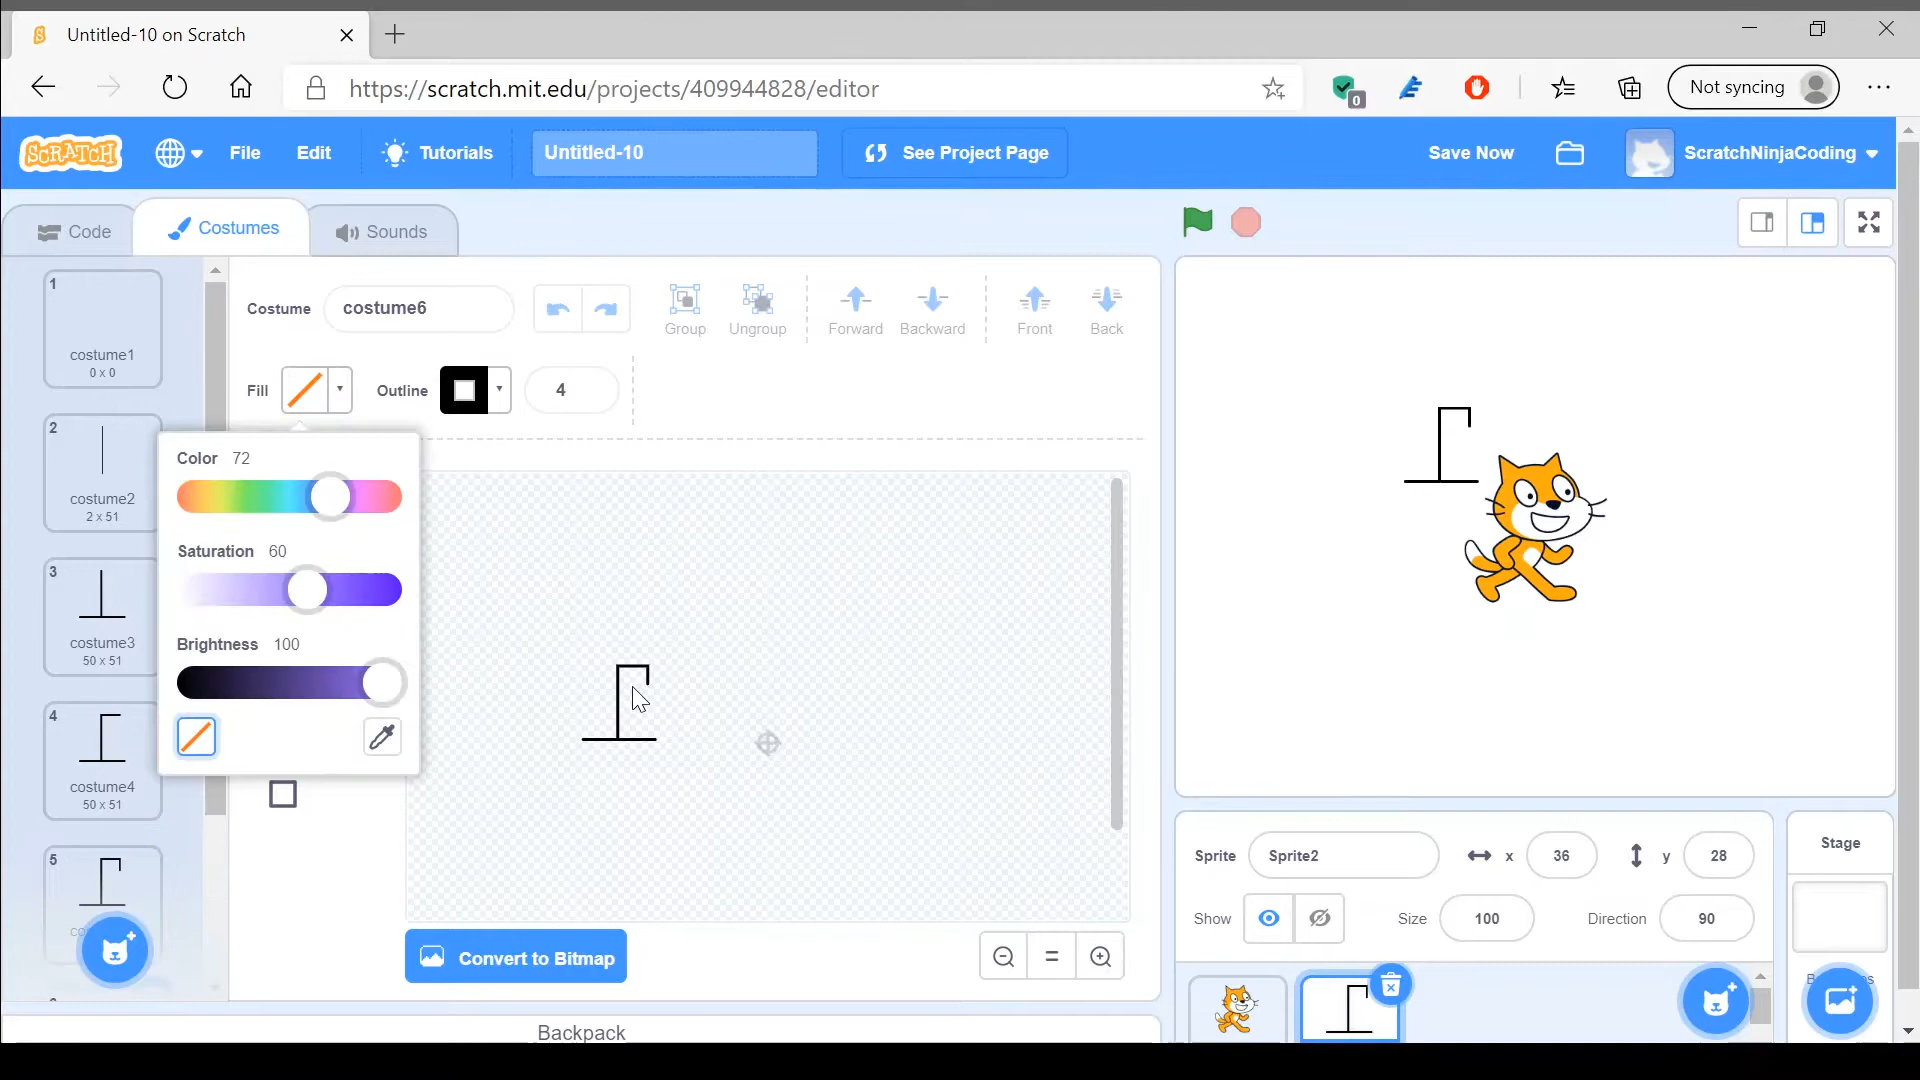 Untitled-10 on Scratch
https://scratch.mit.edu/projects/409944828/editor
0
Not syncing
SCRATCH
File
Edit
Tutorials
Untitled-10
See Project Page
Save Now
ScratchNinjaCoding
Code
Costumes
Sounds
1
costume1
0 x 0
2
costume2
2 x 51
3
costume3
50 x 51
4
costume4
50 x 51
5
Costume
costume6
Group
Ungroup
Forward
Backward
Front
Back
Fill
Outline
4
Color 72
Saturation 60
Brightness 100
Convert to Bitmap
Backpack
Sprite
Sprite2
x
36
y
28
Show
Size
100
Direction
90
Stage